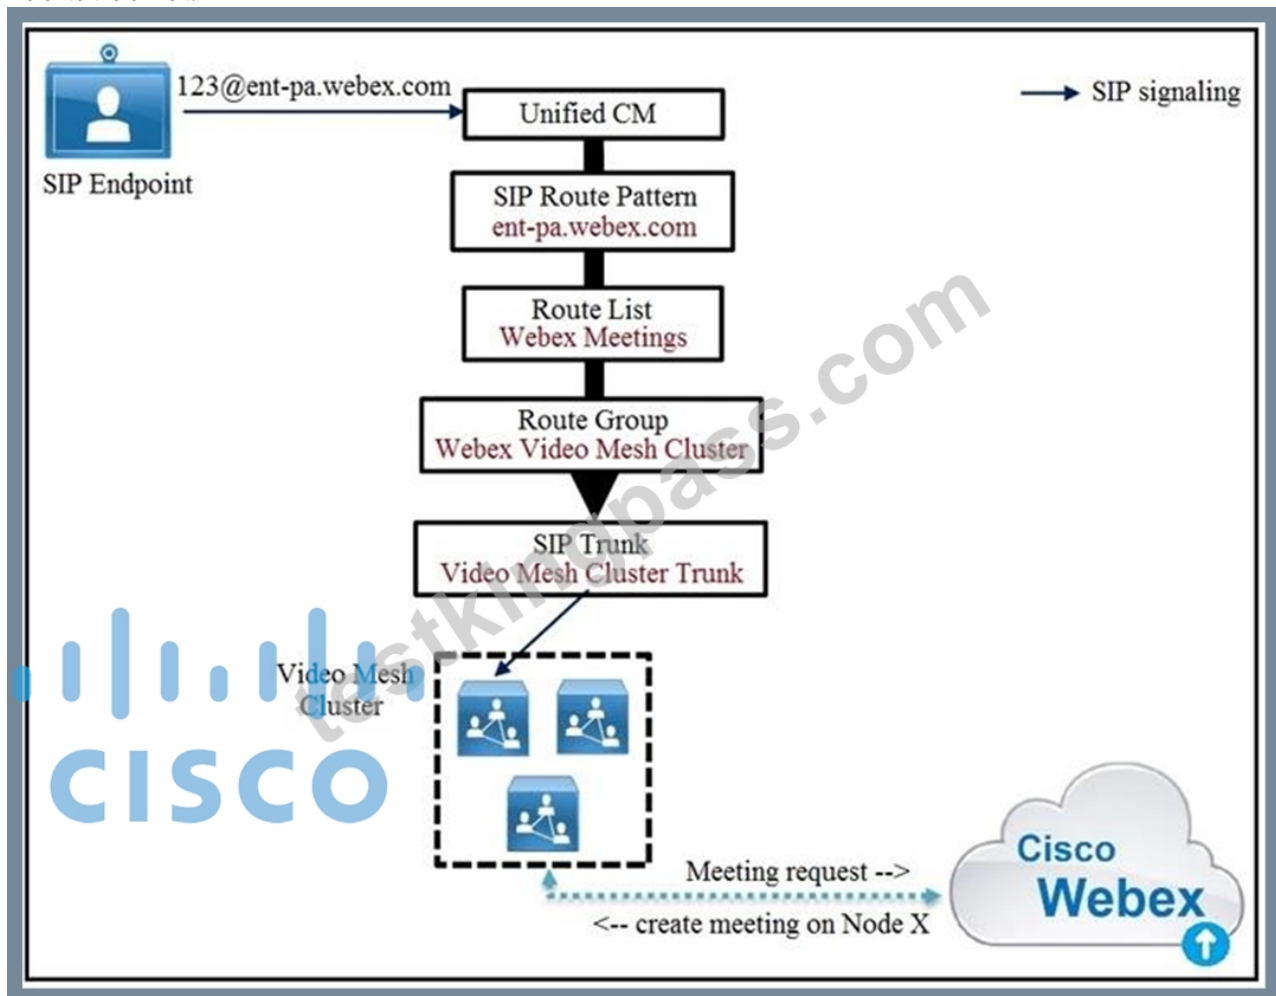 123@ent-pa.webex.com
SIP signaling
Unified CM
SIP Endpoint
SIP Route Pattern
ent-pa.webex.com
Route List
Webex Meetings
Route Group
Webex Video Mesh Cluster
SIP Trunk
Video Mesh Cluster Trunk
Video Mesh
Cluster
testkingpass.com
CISCO
Meeting request -->
<-- create meeting on Node X
Cisco
Webex